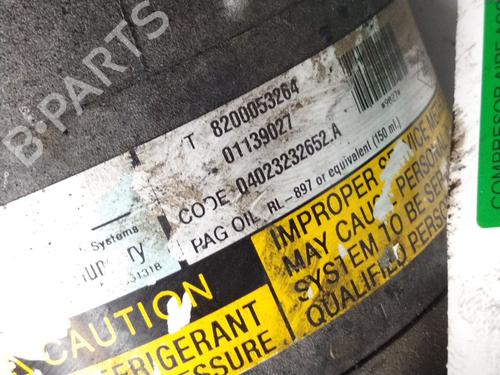 T 8200053264
01139027
CODE 04023232652.A
PAG OIL RL-897 or equivalent (150 ml.)
Systems
CAUTION
REFRIGERANT
PRESSURE
IMPROPER SERVICE
MAY CAUSE PERSONAL
SYSTEM TO BE SER
QUALIFIED PERSO
B-PARTS